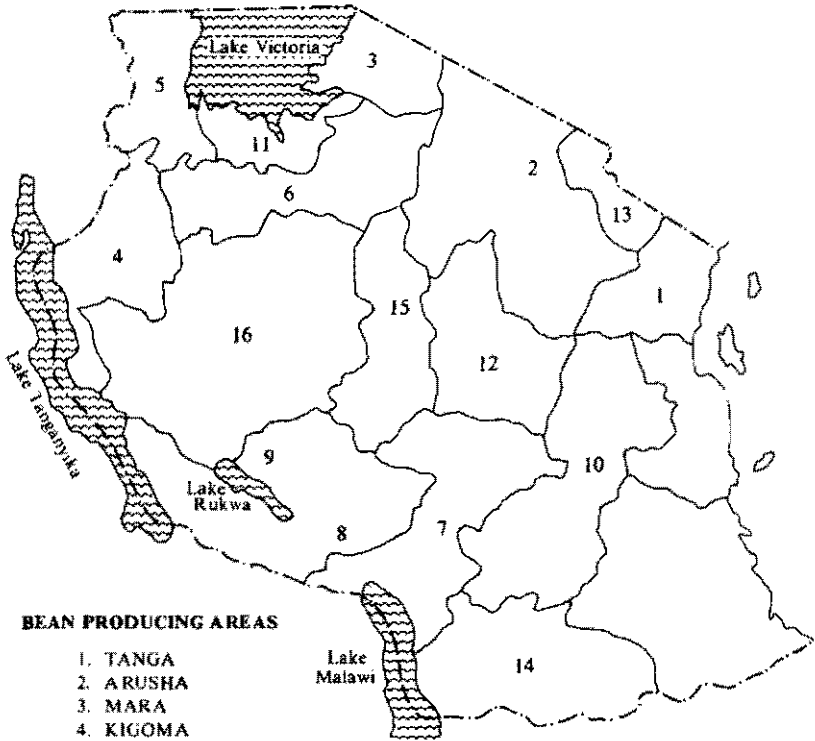 Lake Victoria
3
5
11
2
6
13
4
1
15
16
12
Lake Tanganyika
9
10
Lake
Rukwa
8
7
BEAN PRODUCING AREAS
Lake
Malawi
14
1. TANGA
2. ARUSHA
3. MARA
4. KIGOMA